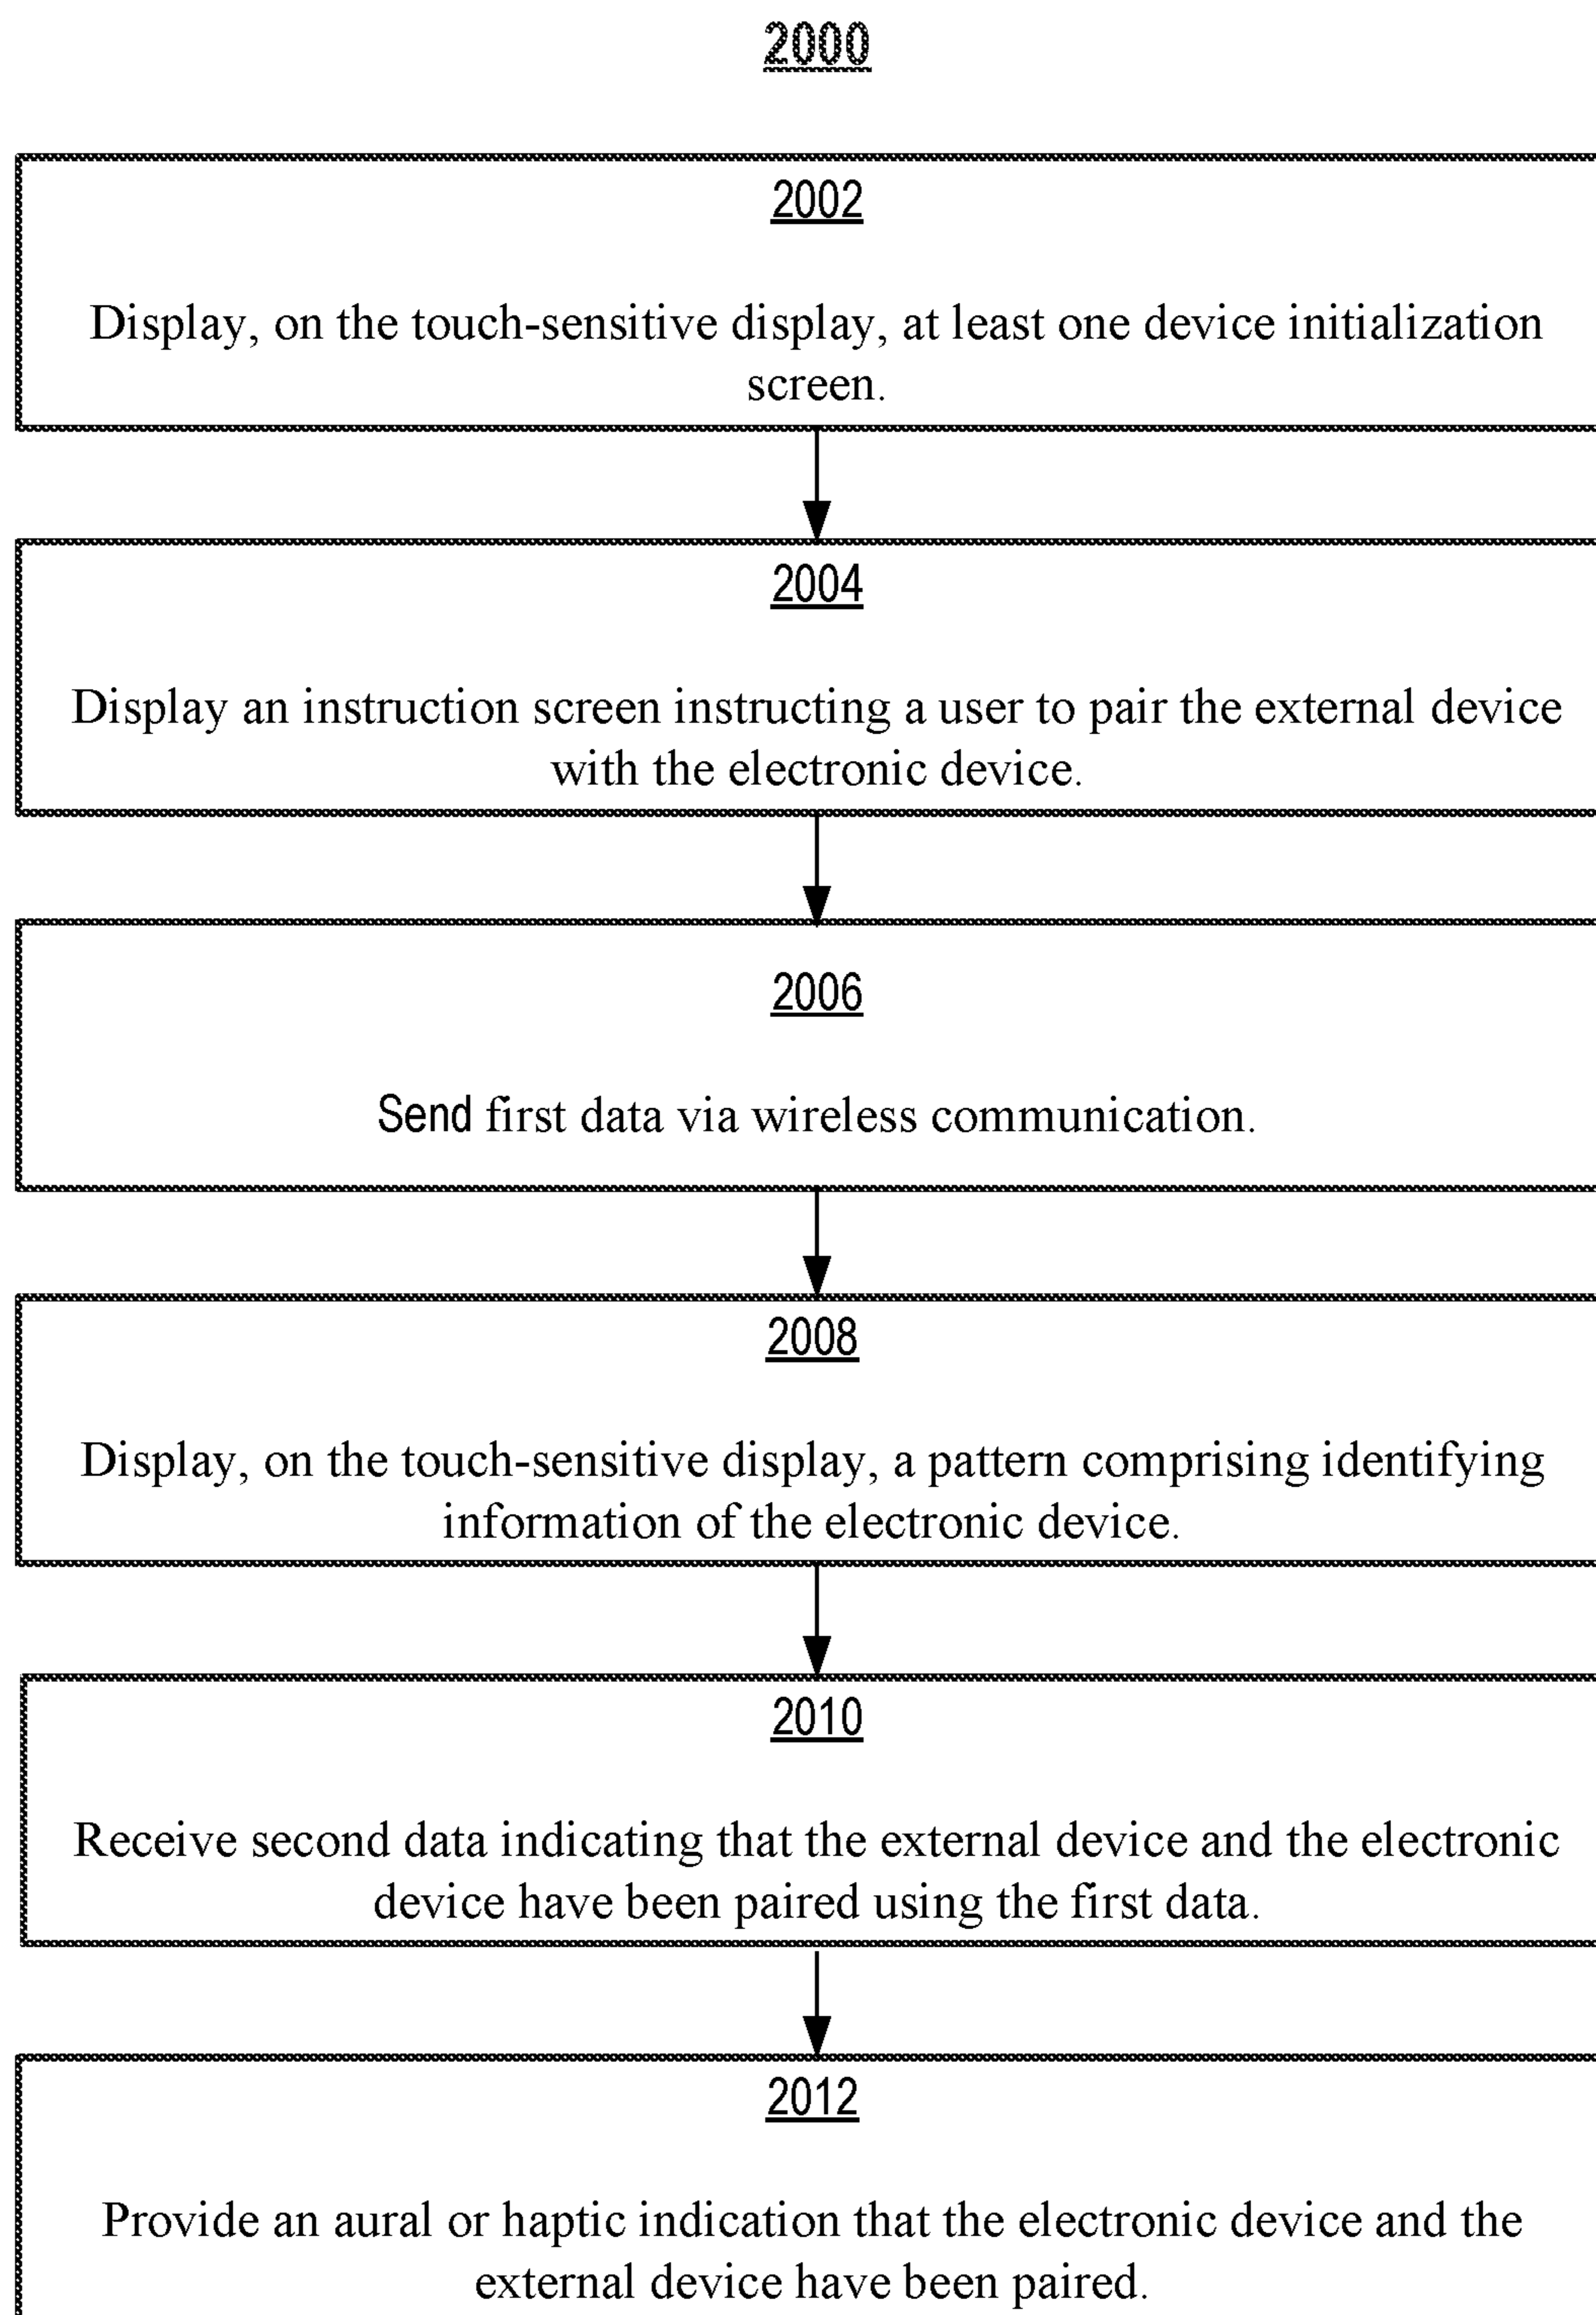 2000
2002
Display, on the touch-sensitive display, at least one device initialization
screen.
2004
Display an instruction screen instructing a user to pair the external device
with the electronic device.
2006
Send first data via wireless communication.
2008
Display, on the touch-sensitive display, a pattern comprising identifying
information of the electronic device.
2010
Receive second data indicating that the external device and the electronic
device have been paired using the first data.
2012
Provide an aural or haptic indication that the electronic device and the
external device have been paired.